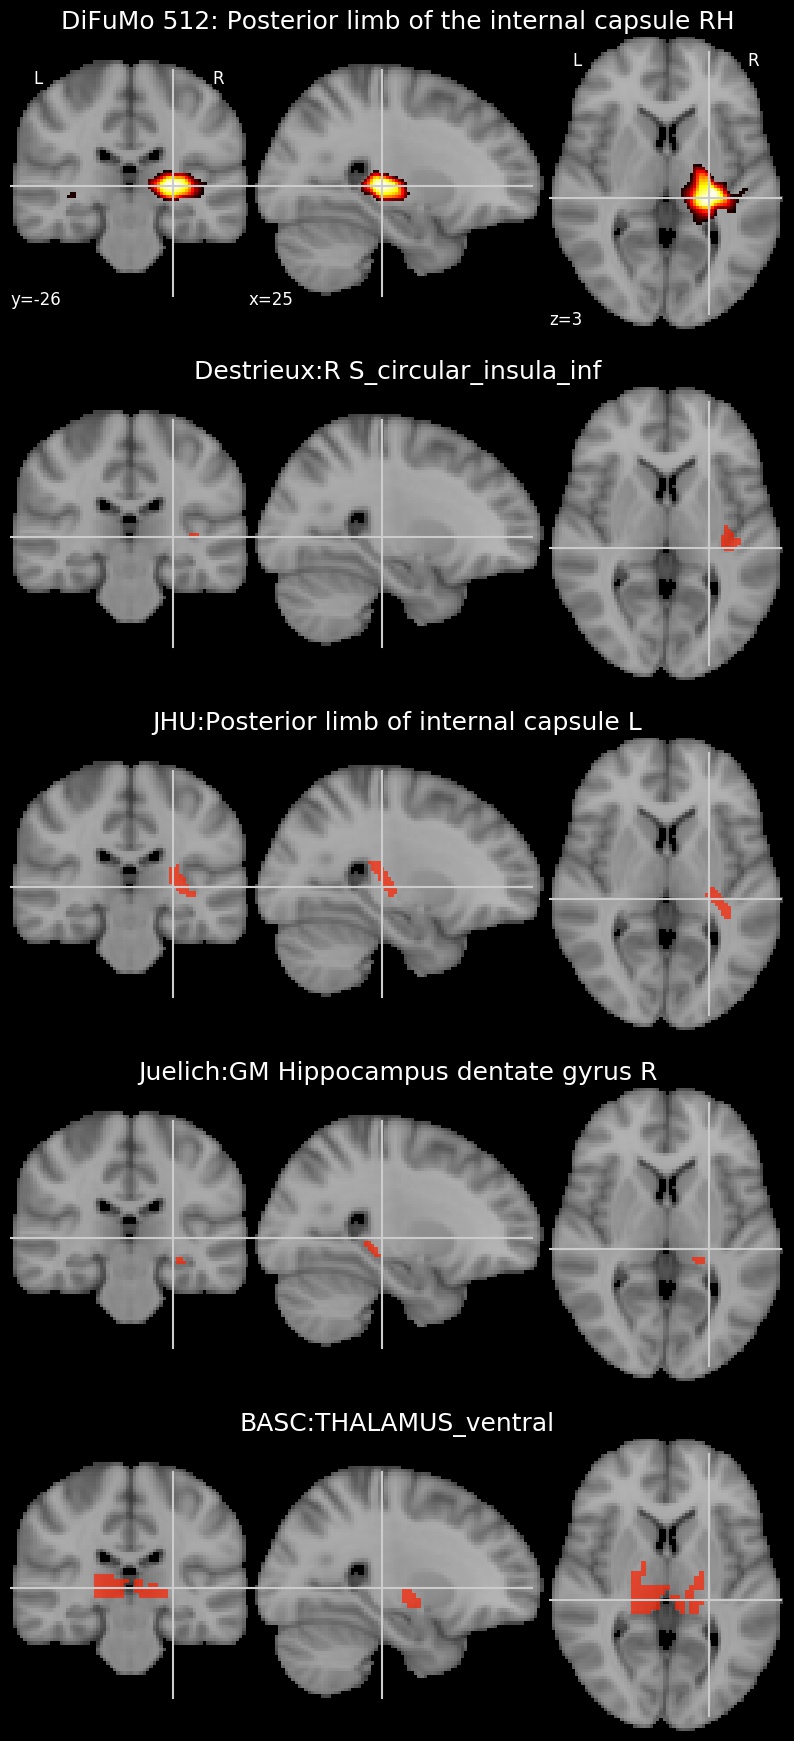 DiFuMo 512: Posterior limb of the internal capsule RH
L R L R
y=-26 x=25 z=3
Destrieux:R S_circular_insula_inf
JHU:Posterior limb of internal capsule L
Juelich:GM Hippocampus dentate gyrus R
BASC:THALAMUS_ventral